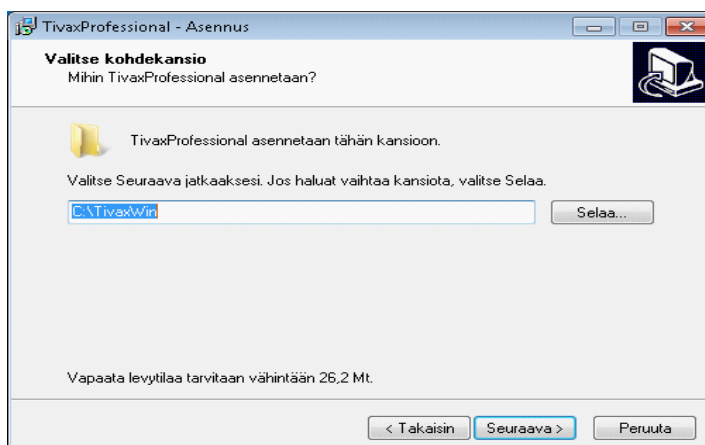 TivaxProfessional - Asennus
Valitse kohdekansio
Mihin TivaxProfessional asennetaan?
TivaxProfessional asennetaan tähän kansioon.
Valitse Seuraava jatkaaksesi. Jos haluat vaihtaa kansiota, valitse Selaa.
C:\TivaxWin
Selaa...
Vapaata levytilaa tarvitaan vähintään 26,2 Mt.
< Takaisin Seuraava > Peruuta